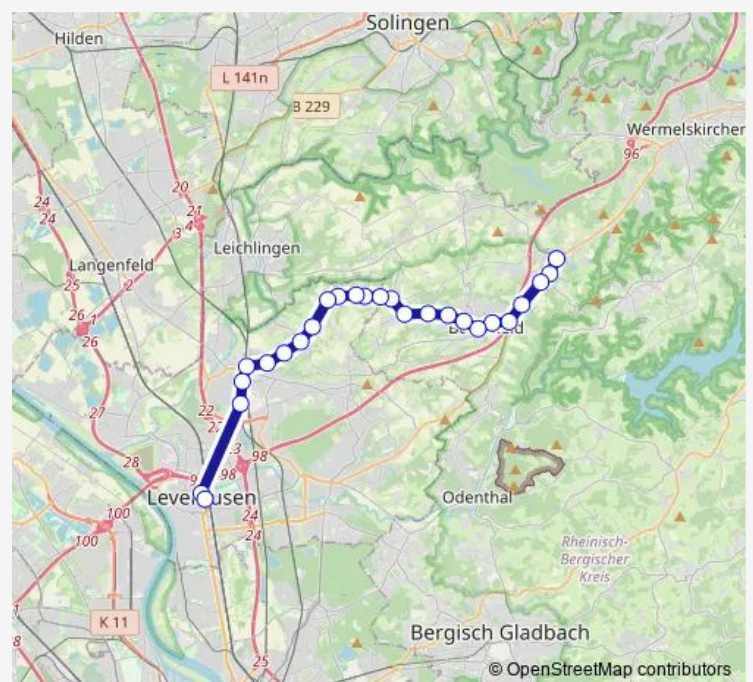 Solingen
Hilden
L 141n
B 229
Wermelskirchen
96
20
24
24
21
3 4
Leichlingen
Langenfeld
25
2
26 1
26
27
22
28
98
98
Leverkusen
100
100
24
24
Odenthal
Rheinisch-
Bergischer
Kreis
K 11
Bergisch Gladbach
25
© OpenStreetMap contributors